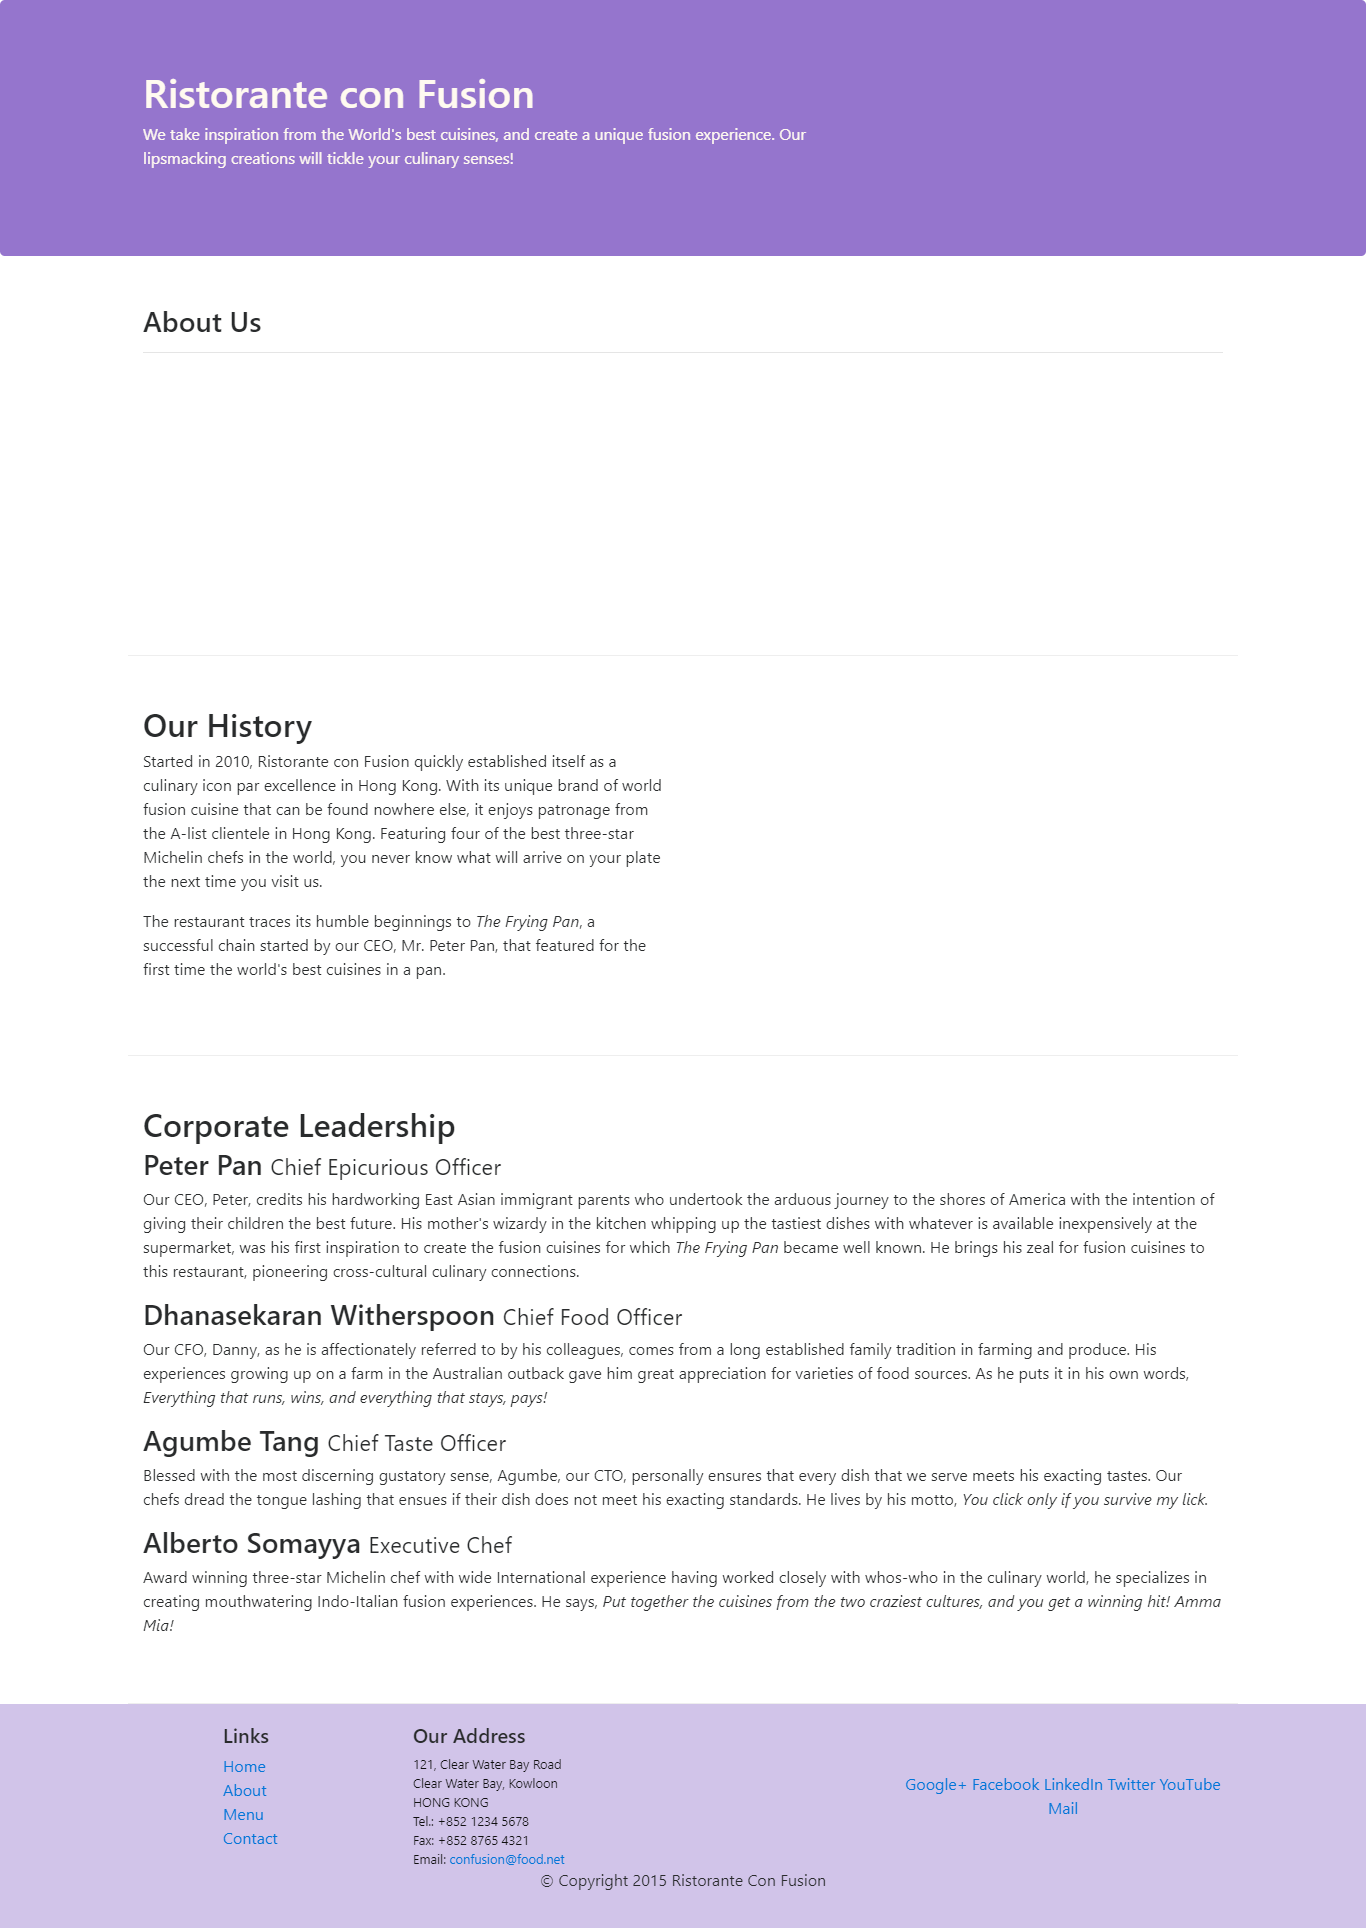 Ristorante con Fusion
We take inspiration from the World's best cuisines, and create a unique fusion experience. Our
lipsmacking creations will tickle your culinary senses!
About Us
Our History
Started in 2010, Ristorante con Fusion quickly established itself as a
culinary icon par excellence in Hong Kong. With its unique brand of world
fusion cuisine that can be found nowhere else, it enjoys patronage from
the A-list clientele in Hong Kong. Featuring four of the best three-star
Michelin chefs in the world, you never know what will arrive on your plate
the next time you visit us.
The restaurant traces its humble beginnings to The Frying Pan, a
successful chain started by our CEO, Mr. Peter Pan, that featured for the
first time the world's best cuisines in a pan.
Corporate Leadership
Peter Pan Chief Epicurious Officer
Our CEO, Peter, credits his hardworking East Asian immigrant parents who undertook the arduous journey to the shores of America with the intention of
giving their children the best future. His mother's wizardy in the kitchen whipping up the tastiest dishes with whatever is available inexpensively at the
supermarket, was his first inspiration to create the fusion cuisines for which The Frying Pan became well known. He brings his zeal for fusion cuisines to
this restaurant, pioneering cross-cultural culinary connections.
Dhanasekaran Witherspoon Chief Food Officer
Our CFO, Danny, as he is affectionately referred to by his colleagues, comes from a long established family tradition in farming and produce. His
experiences growing up on a farm in the Australian outback gave him great appreciation for varieties of food sources. As he puts it in his own words,
Everything that runs, wins, and everything that stays, pays!
Agumbe Tang Chief Taste Officer
Blessed with the most discerning gustatory sense, Agumbe, our CTO, personally ensures that every dish that we serve meets his exacting tastes. Our
chefs dread the tongue lashing that ensues if their dish does not meet his exacting standards. He lives by his motto, You click only if you survive my lick.
Alberto Somayya Executive Chef
Award winning three-star Michelin chef with wide International experience having worked closely with whos-who in the culinary world, he specializes in
creating mouthwatering Indo-Italian fusion experiences. He says, Put together the cuisines from the two craziest cultures, and you get a winning hit! Amma
Mia!
Links
Home
About
Menu
Contact
Our Address
121, Clear Water Bay Road
Clear Water Bay, Kowloon
HONG KONG
Tel.: +852 1234 5678
Fax: +852 8765 4321
Email: confusion@food.net
Google+ Facebook LinkedIn Twitter YouTube
Mail
© Copyright 2015 Ristorante Con Fusion